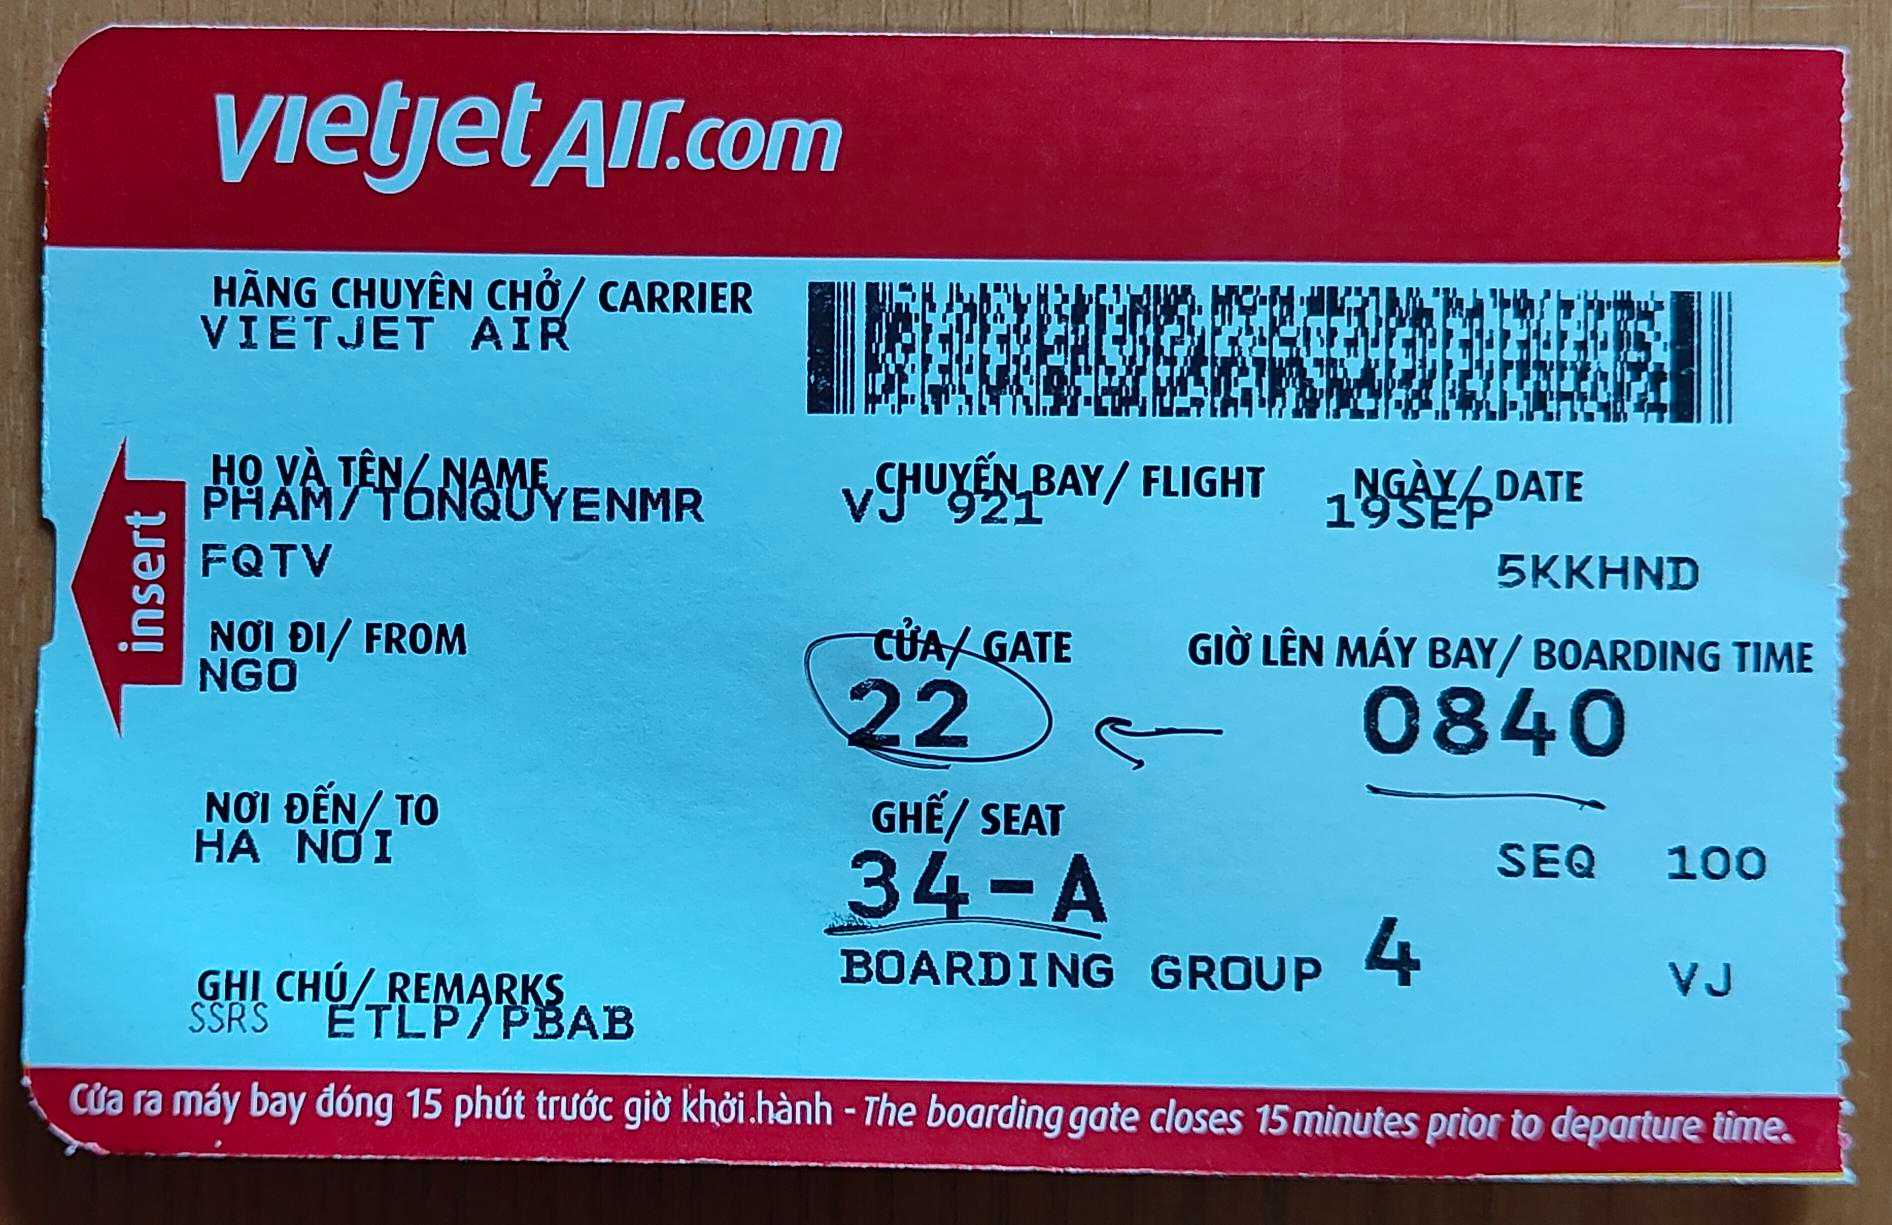 vietjetAir.com
HÃNG CHUYÊN CHỞ/ CARRIER
VIETJET AIR
HỌ VÀ TÊN/ NAME
PHAM/TONQUYENMR
CHUYẾN BAY/ FLIGHT
VJ 921
NGÀY/ DATE
19SEP
FQTV
5KKHND
insert
NƠI ĐI/ FROM
NGO
CỬA/ GATE
22
GIỜ LÊN MÁY BAY/ BOARDING TIME
0840
NƠI ĐẾN/ TO
HA NOI
GHẾ/ SEAT
34-A
SEQ 100
BOARDING GROUP 4
VJ
GHI CHÚ/ REMARKS
SSRS ETLP/PBAB
Cửa ra máy bay đóng 15 phút trước giờ khởi.hành - The boarding gate closes 15 minutes prior to departure time.